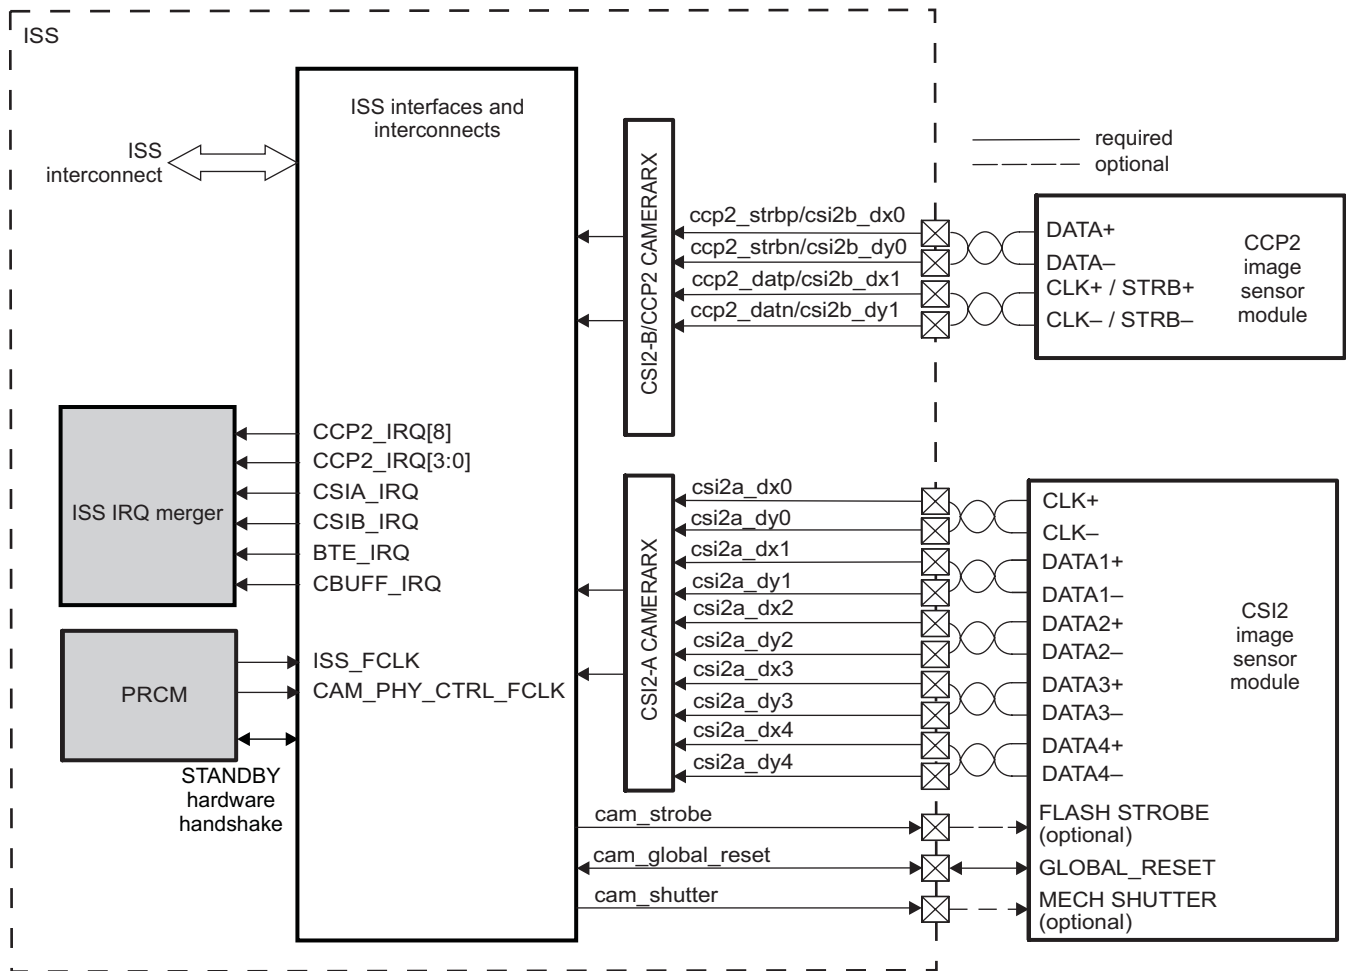 ISS
ISS interfaces and
interconnects
ISS
interconnect
CSI2-B/CCP2 CAMERARX
ccp2_strbp/csi2b_dx0
ccp2_strbn/csi2b_dy0
ccp2_datp/csi2b_dx1
ccp2_datn/csi2b_dy1
required
optional
DATA+
DATA–
CLK+ / STRB+
CLK– / STRB–
CCP2
image
sensor
module
ISS IRQ merger
CCP2_IRQ[8]
CCP2_IRQ[3:0]
CSIA_IRQ
CSIB_IRQ
BTE_IRQ
CBUFF_IRQ
PRCM
ISS_FCLK
CAM_PHY_CTRL_FCLK
STANDBY
hardware
handshake
CSI2-A CAMERARX
csi2a_dx0
csi2a_dy0
csi2a_dx1
csi2a_dy1
csi2a_dx2
csi2a_dy2
csi2a_dx3
csi2a_dy3
csi2a_dx4
csi2a_dy4
cam_strobe
cam_global_reset
cam_shutter
CLK+
CLK–
DATA1+
DATA1–
DATA2+
DATA2–
DATA3+
DATA3–
DATA4+
DATA4–
FLASH STROBE
(optional)
GLOBAL_RESET
MECH SHUTTER
(optional)
CSI2
image
sensor
module